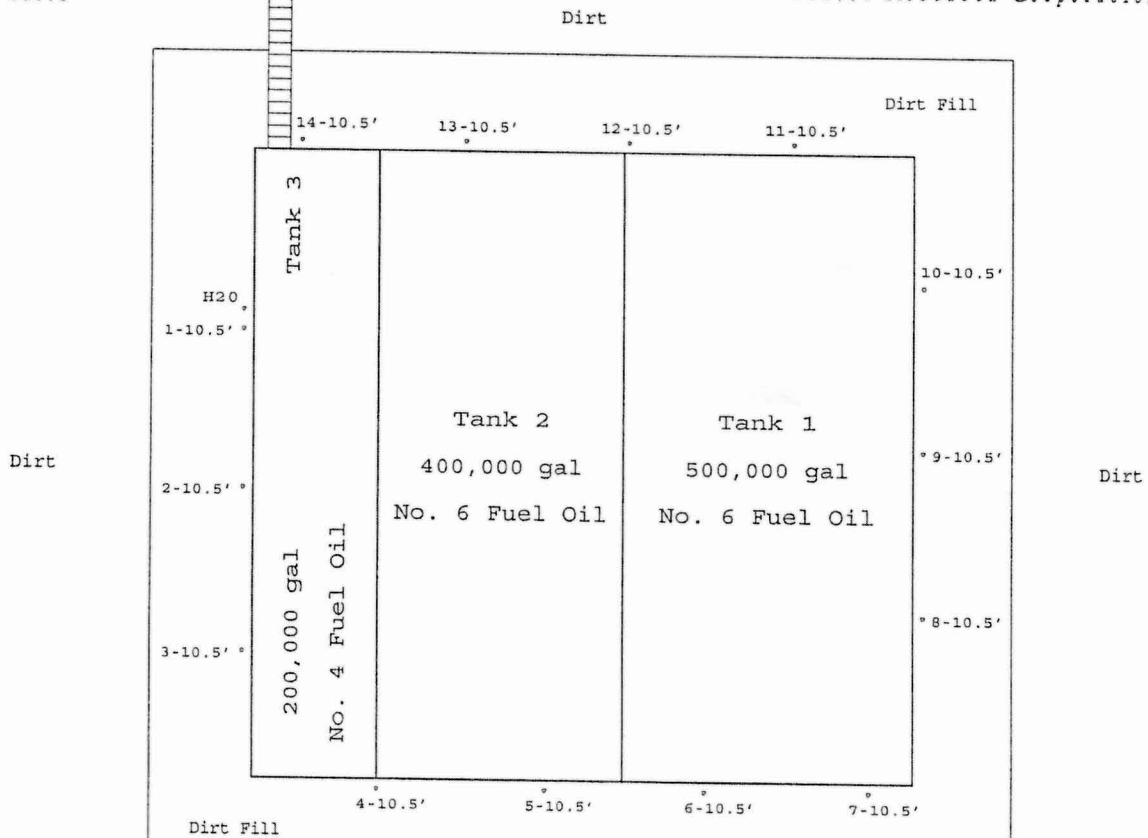 Dirt
Dirt Fill
14-10.5'
13-10.5'
12-10.5'
11-10.5'
Tank 3
10-10.5'
H20
1-10.5'
Tank 2
400,000 gal
No. 6 Fuel Oil
Tank 1
500,000 gal
No. 6 Fuel Oil
Dirt
9-10.5'
Dirt
2-10.5'
200,000 gal
No. 4 Fuel Oil
8-10.5'
3-10.5'
4-10.5'
5-10.5'
6-10.5'
7-10.5'
Dirt Fill